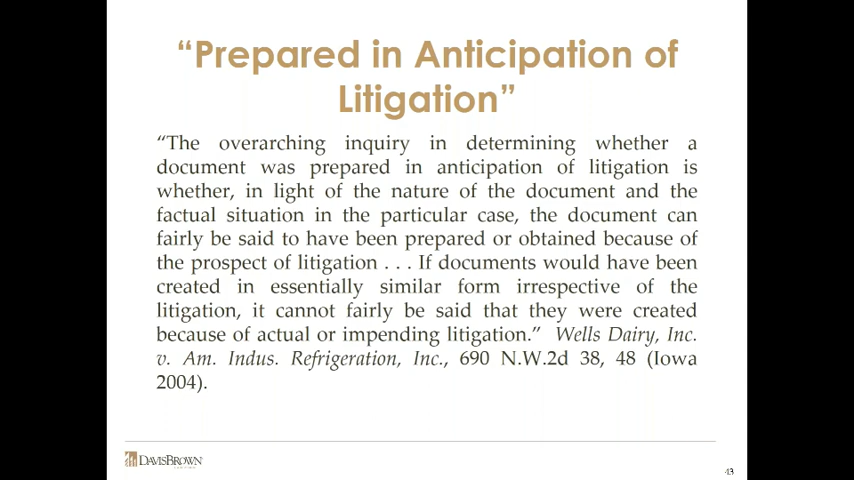 “Prepared in Anticipation of
Litigation”
“The overarching inquiry in determining whether a
document was prepared in anticipation of litigation is
whether, in light of the nature of the document and the
factual situation in the particular case, the document can
fairly be said to have been prepared or obtained because of
the prospect of litigation . . . If documents would have been
created in essentially similar form irrespective of the
litigation, it cannot fairly be said that they were created
because of actual or impending litigation.” Wells Dairy, Inc.
v. Am. Indus. Refrigeration, Inc., 690 N.W.2d 38, 48 (Iowa
2004).
DAVISBROWN
43